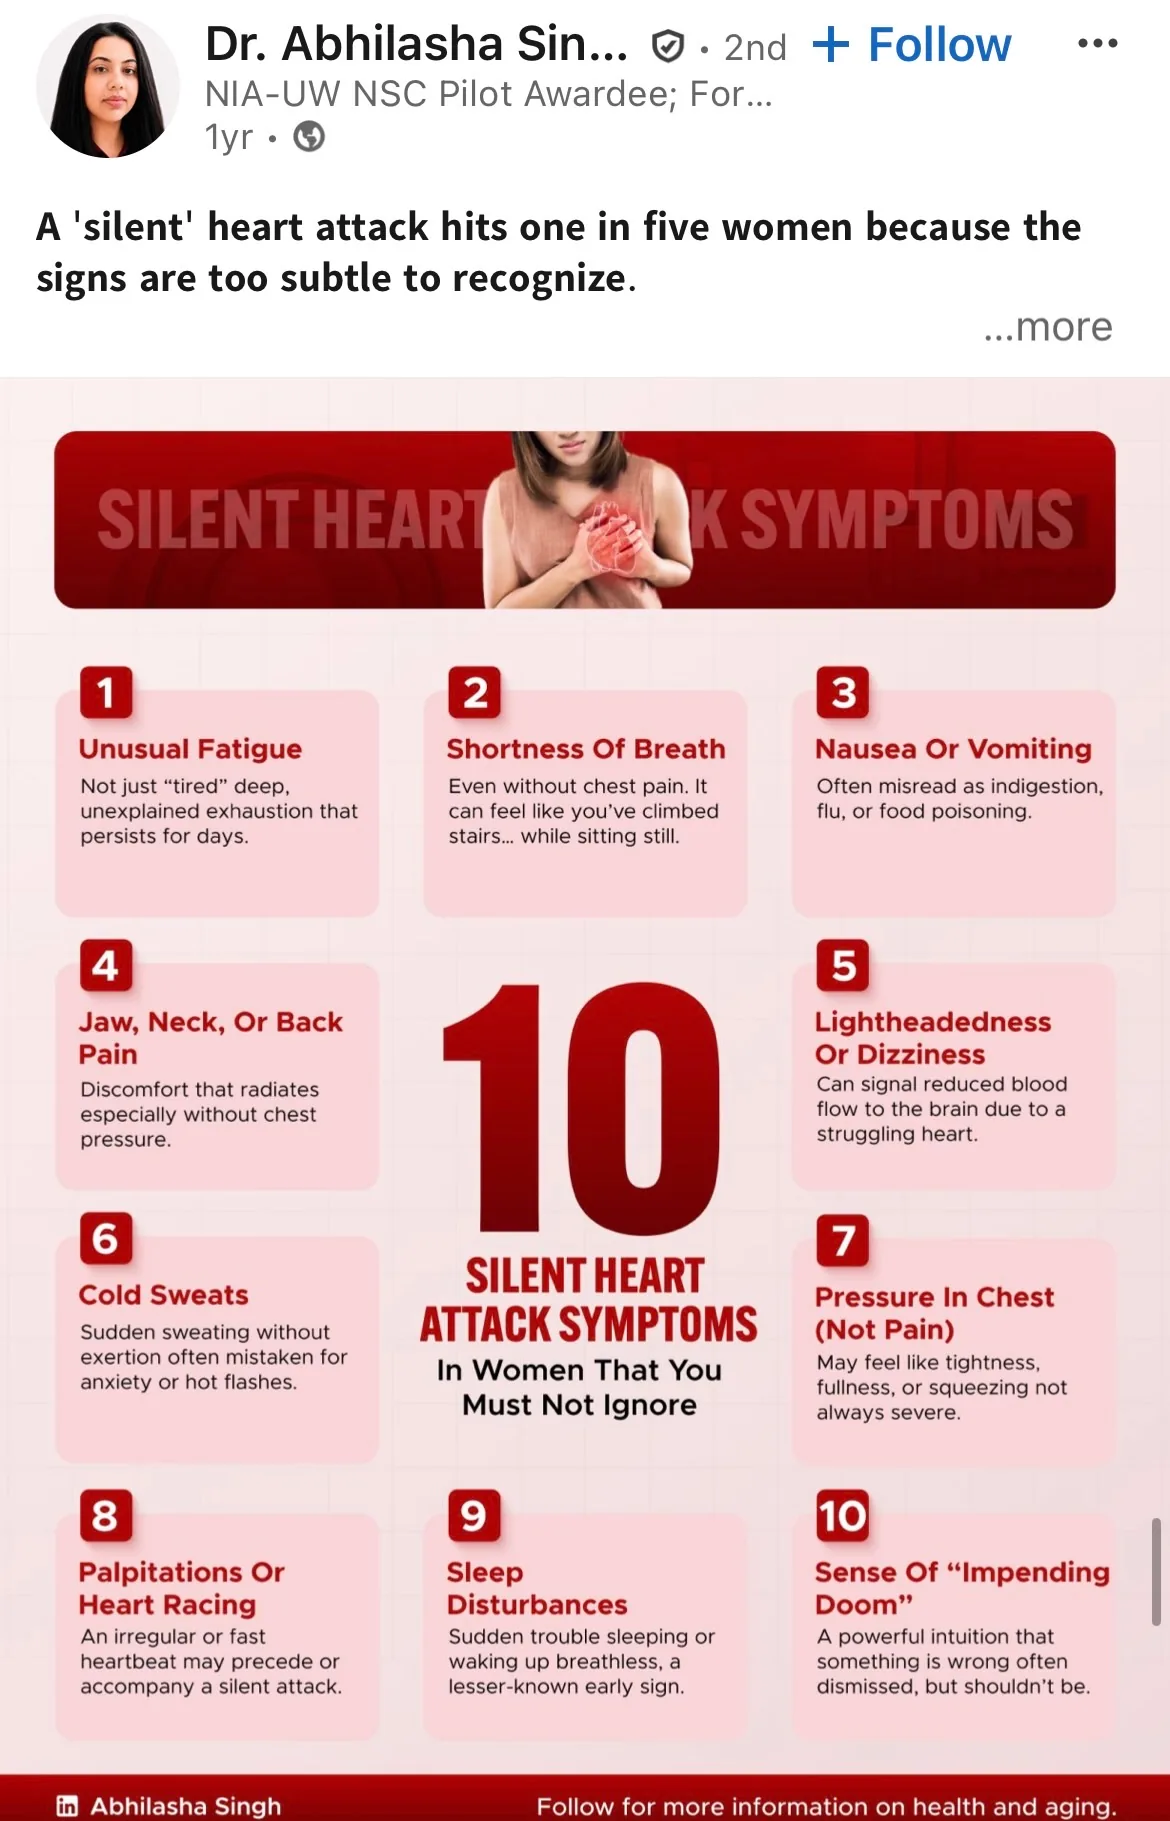 Dr. Abhilasha Sin... • 2nd + Follow
NIA-UW NSC Pilot Awardee; For...
1yr •
A 'silent' heart attack hits one in five women because the
signs are too subtle to recognize.
...more
SILENT HEART K SYMPTOMS
1
Unusual Fatigue
Not just “tired” deep,
unexplained exhaustion that
persists for days.
2
Shortness Of Breath
Even without chest pain. It
can feel like you’ve climbed
stairs... while sitting still.
3
Nausea Or Vomiting
Often misread as indigestion,
flu, or food poisoning.
4
Jaw, Neck, Or Back
Pain
Discomfort that radiates
especially without chest
pressure.
10
SILENT HEART
ATTACK SYMPTOMS
In Women That You
Must Not Ignore
5
Lightheadedness
Or Dizziness
Can signal reduced blood
flow to the brain due to a
struggling heart.
6
Cold Sweats
Sudden sweating without
exertion often mistaken for
anxiety or hot flashes.
7
Pressure In Chest
(Not Pain)
May feel like tightness,
fullness, or squeezing not
always severe.
8
Palpitations Or
Heart Racing
An irregular or fast
heartbeat may precede or
accompany a silent attack.
9
Sleep
Disturbances
Sudden trouble sleeping or
waking up breathless, a
lesser-known early sign.
10
Sense Of “Impending
Doom”
A powerful intuition that
something is wrong often
dismissed, but shouldn’t be.
in Abhilasha Singh
Follow for more information on health and aging.